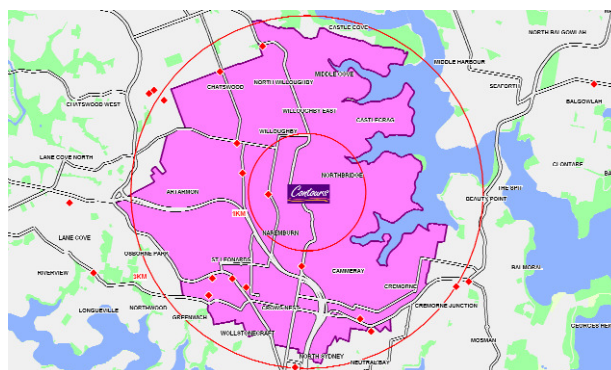 CASTLE COVE
NORTH BALGOWLAH
MIDDLE HARBOUR
MIDDLE COVE
NORTH WILLOUGHBY
SEAFORTH
CHATSWOOD
CHATSWOOD WEST
BALGOWLAH
WILLOUGHBY EAST
CASTLECRAG
WILLOUGHBY
LANE COVE NORTH
CLONTARF
NORTHBRIDGE
ARTARMON
Contours
THE SPIT
BEAUTY POINT
1KM
NAREMBURN
LANE COVE
OSBORNE PARK
ST LEONARDS
BALMORAL
RIVERVIEW
3KM
CAMMERAY
CREMORNE
NORTHWOOD
CROWS NEST
LONGUEVILLE
GREENWICH
CREMORNE JUNCTION
WOLLSTONECRAFT
GEORGES HE
MOSMAN
NORTH SYDNEY
NEUTRAL BAY